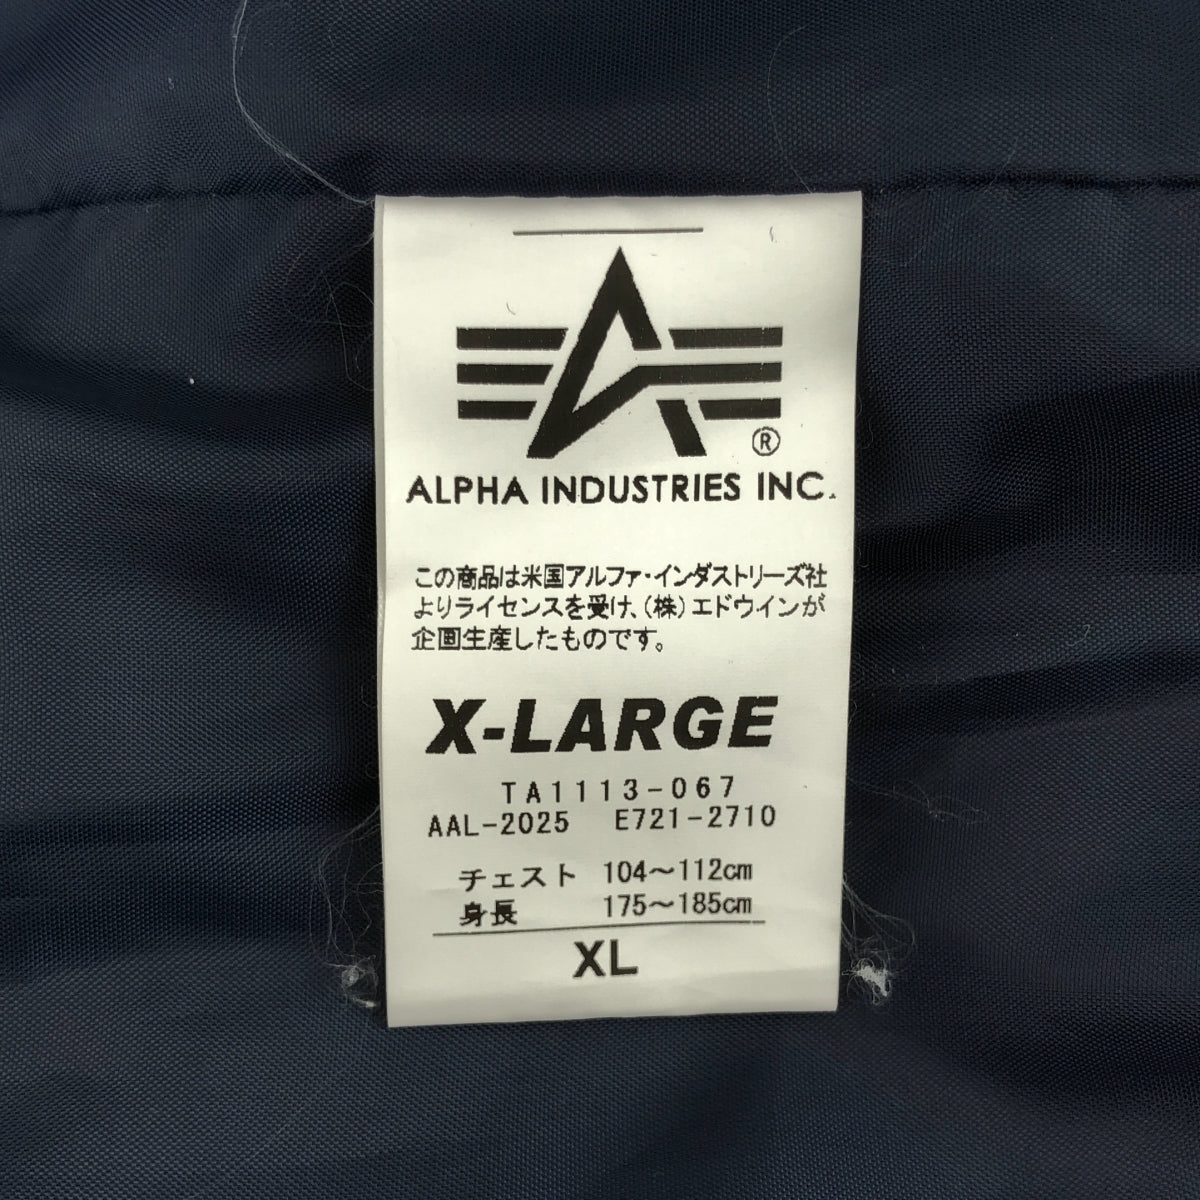 ®
ALPHA INDUSTRIES INC.
この商品は米国アルファ・インダストリーズ社
よりライセンスを受け、(株)エドウインが
企画生産したものです。
X-LARGE
TA1113-067
AAL-2025 E721-2710
チェスト 104～112cm
身長 175～185cm
XL